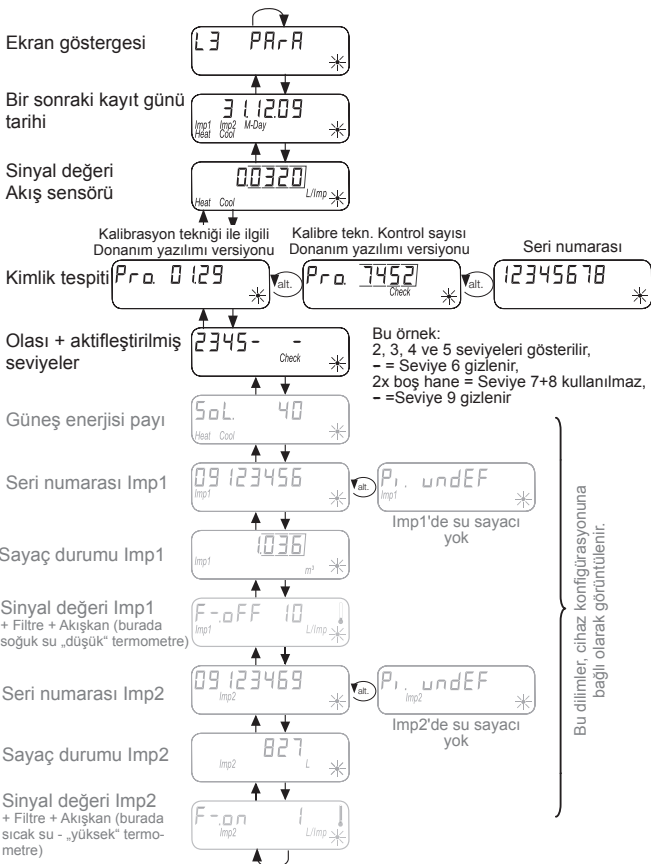 Ekran göstergesi
L3 PArA
Bir sonraki kayıt günü
tarihi
31.12.09
Imp1 Imp2 M-Day
Heat Cool
Sinyal değeri
Akış sensörü
0.0320
L/Imp
Heat Cool
Kalibrasyon tekniği ile ilgili
Donanım yazılımı versiyonu
Kalibre tekn. Kontrol sayısı
Donanım yazılımı versiyonu
Seri numarası
Kimlik tespiti
Pro. 01.29
alt.
Pro. 7452
Check
alt.
12345678
Olası + aktifleştirilmiş
seviyeler
2345- -
Check
Bu örnek:
2, 3, 4 ve 5 seviyeleri gösterilir,
– = Seviye 6 gizlenir,
2x boş hane = Seviye 7+8 kullanılmaz,
– =Seviye 9 gizlenir
Güneş enerjisi payı
SoL. 40
Heat Cool
Seri numarası Imp1
09123456
Imp1
alt.
Pi. undEF
Imp1
Imp1'de su sayacı
yok
Sayaç durumu Imp1
1.036
Imp1 m³
Sinyal değeri Imp1
+ Filtre + Akışkan (burada
soğuk su „düşük“ termometre)
F-.oFF 10
Imp1 L/Imp
Seri numarası Imp2
09123469
Imp2
alt.
Pi. undEF
Imp2
Imp2'de su sayacı
yok
Sayaç durumu Imp2
827
Imp2 L
Sinyal değeri Imp2
+ Filtre + Akışkan (burada
sıcak su - „yüksek“ termo-
metre)
F-.on 1
Imp2 L/Imp
Bu dilimler, cihaz konfigürasyonuna
bağlı olarak görüntülenir.